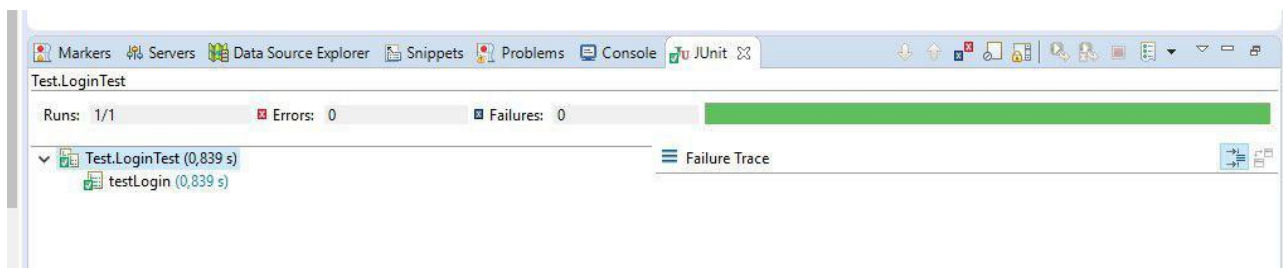 Markers Servers Data Source Explorer Snippets Problems Console JUnit
Test.LoginTest
Runs: 1/1 Errors: 0 Failures: 0
Test.LoginTest (0,839 s) Failure Trace
testLogin (0,839 s)